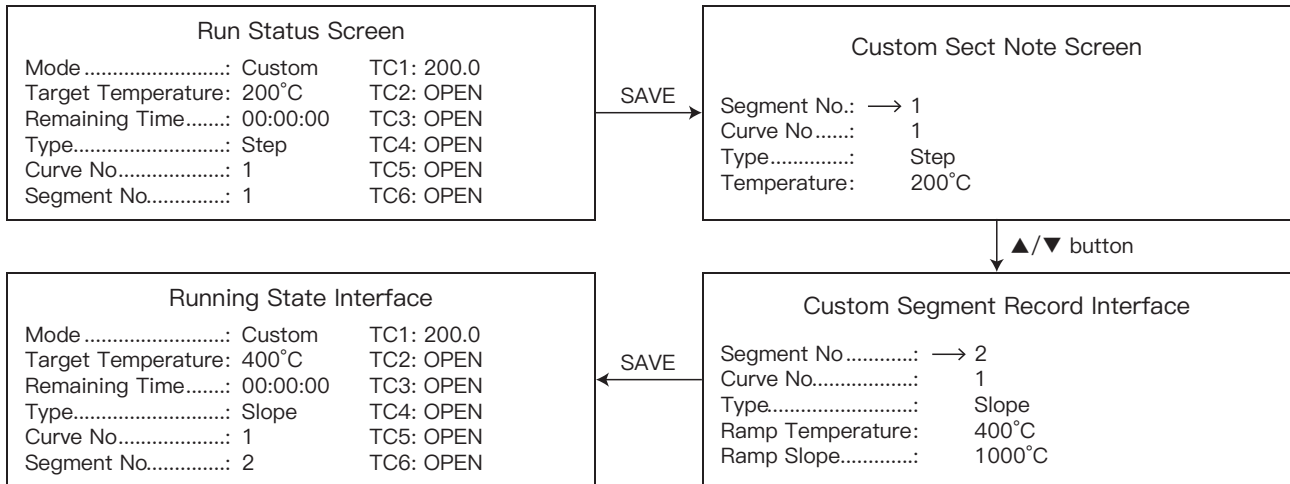 Run Status Screen
Mode .........................: Custom TC1: 200.0
Target Temperature: 200°C TC2: OPEN
Remaining Time.......: 00:00:00 TC3: OPEN
Type...........................: Step TC4: OPEN
Curve No...................: 1 TC5: OPEN
Segment No..............: 1 TC6: OPEN
SAVE
Custom Sect Note Screen
Segment No.: → 1
Curve No......: 1
Type..............: Step
Temperature: 200°C
▲/▼ button
Custom Segment Record Interface
Segment No............: → 2
Curve No..................: 1
Type..........................: Slope
Ramp Temperature: 400°C
Ramp Slope.............: 1000°C
SAVE
Running State Interface
Mode .........................: Custom TC1: 200.0
Target Temperature: 400°C TC2: OPEN
Remaining Time.......: 00:00:00 TC3: OPEN
Type...........................: Slope TC4: OPEN
Curve No...................: 1 TC5: OPEN
Segment No..............: 2 TC6: OPEN